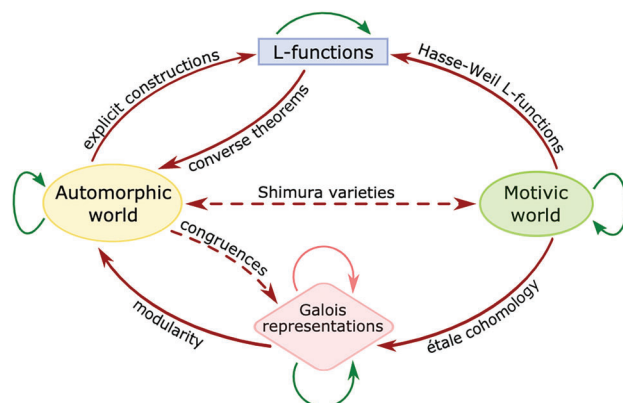 L-functions
explicit constructions
Hasse-Weil L-functions
converse theorems
Automorphic
world
Shimura varieties
Motivic
world
congruences
Galois
representations
modularity
étale cohomology